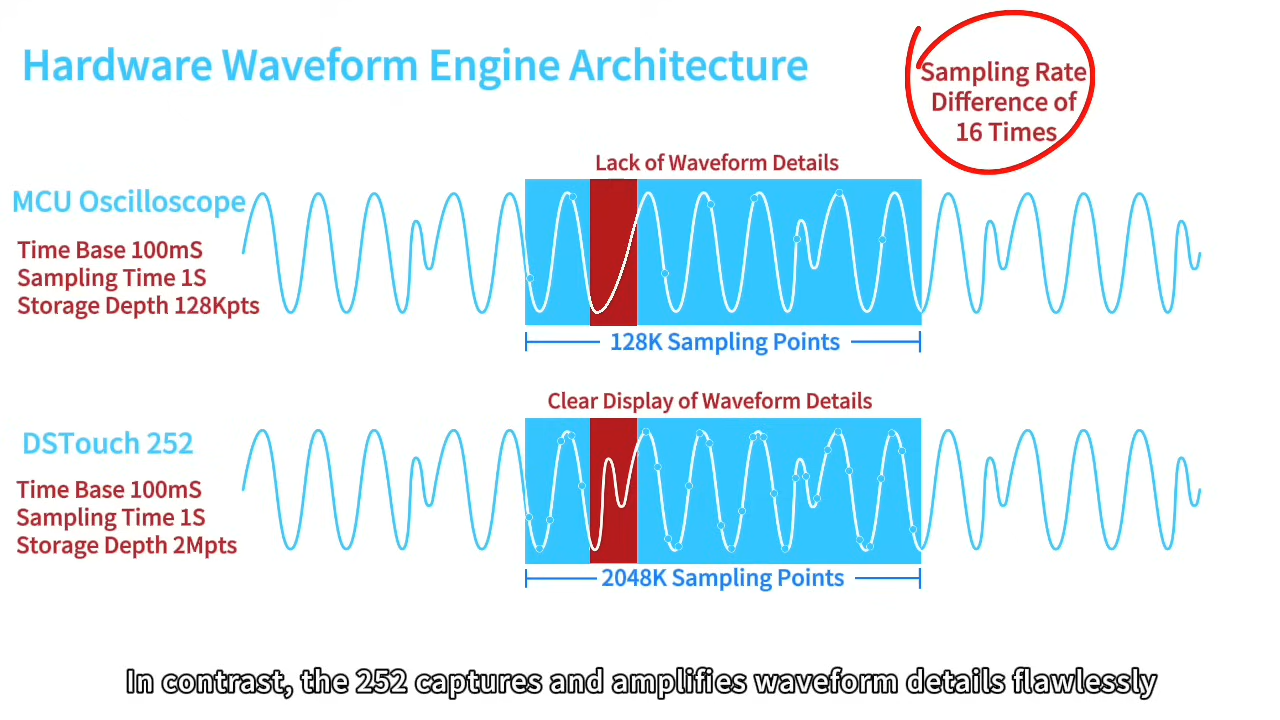 Hardware Waveform Engine Architecture
Sampling Rate
Difference of
16 Times
Lack of Waveform Details
MCU Oscilloscope
Time Base 100mS
Sampling Time 1S
Storage Depth 128Kpts
128K Sampling Points
Clear Display of Waveform Details
DSTouch 252
Time Base 100mS
Sampling Time 1S
Storage Depth 2Mpts
2048K Sampling Points
In contrast, the 252 captures and amplifies waveform details flawlessly